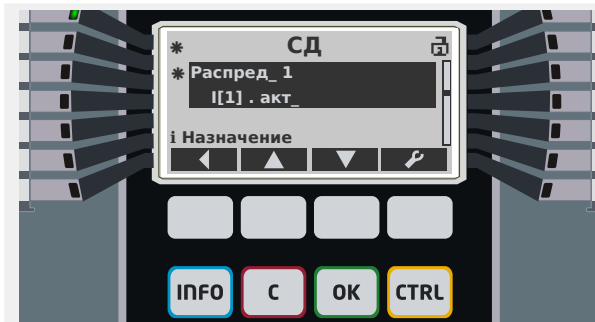 СД
Распред_ 1
I[1] . акт_
i Назначение
INFO
C
OK
CTRL